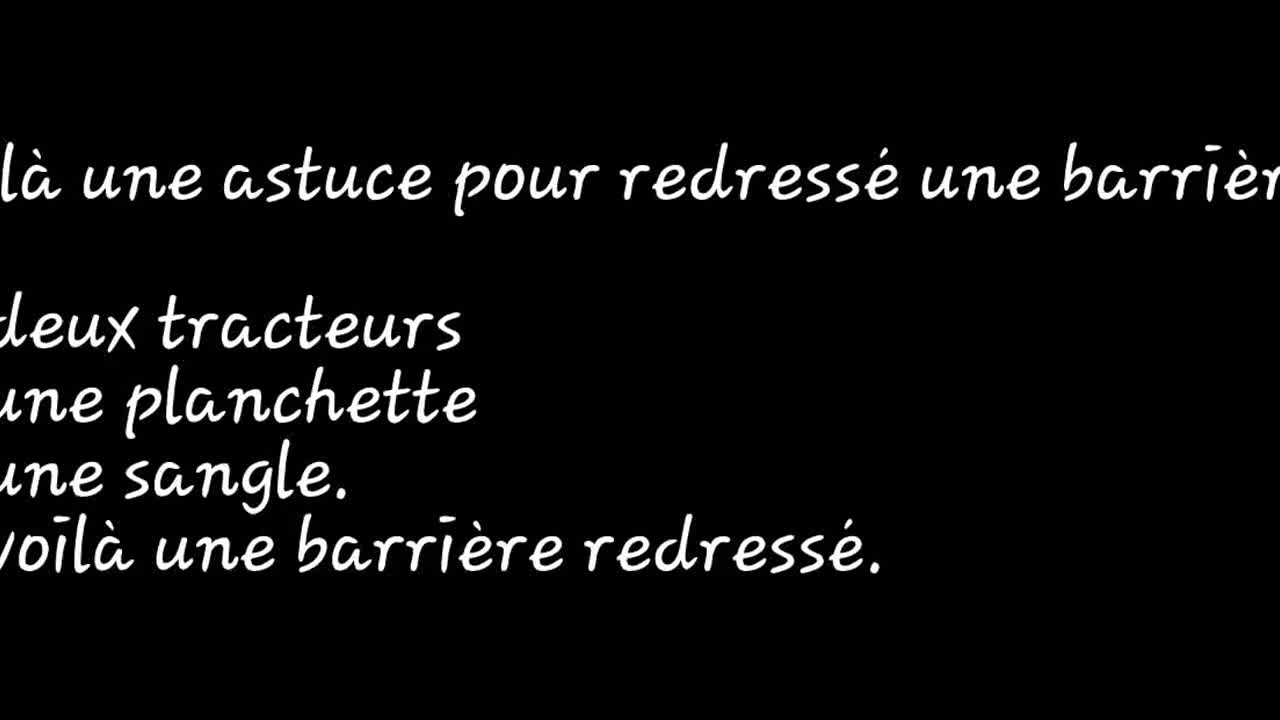 là une astuce pour redressé une barrièr
deux tracteurs
une planchette
une sangle.
voilà une barrière redressé.